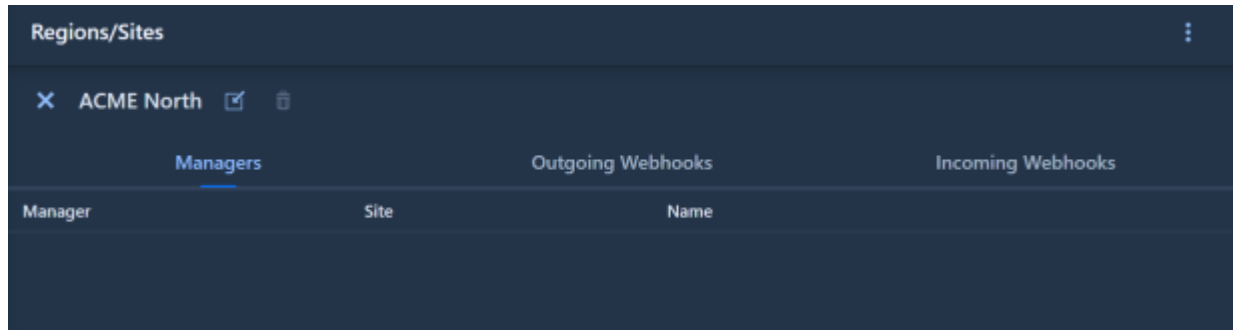 Regions/Sites
ACME North
Managers Outgoing Webhooks Incoming Webhooks
Manager Site Name